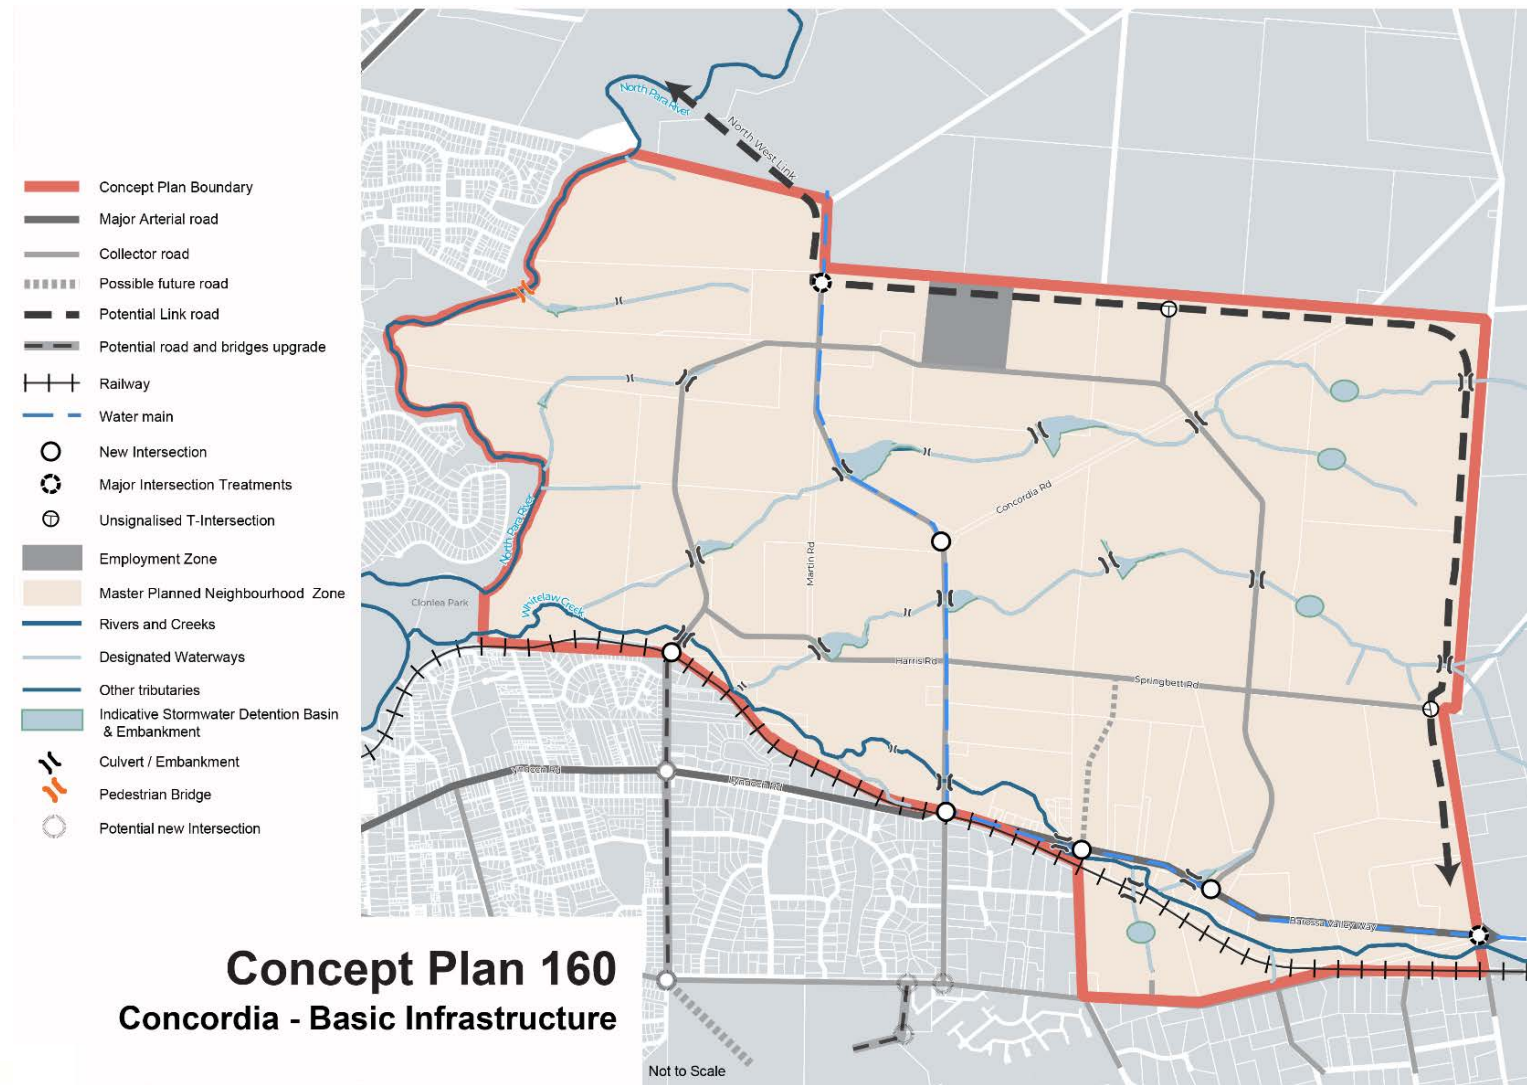 Concept Plan Boundary
Major Arterial road
Collector road
Possible future road
Potential Link road
Potential road and bridges upgrade
Railway
Water main
New Intersection
Major Intersection Treatments
Unsignalised T-Intersection
Employment Zone
Master Planned Neighbourhood Zone
Rivers and Creeks
Designated Waterways
Other tributaries
Indicative Stormwater Detention Basin
& Embankment
Culvert / Embankment
Pedestrian Bridge
Potential new Intersection
North Para River
North West Link
Concordia Rd
North Para River
Martin Rd
Clonlea Park
Whitelaw Creek
Harris Rd
Springbett Rd
Barossa Valley Way
Concept Plan 160
Concordia - Basic Infrastructure
Not to Scale